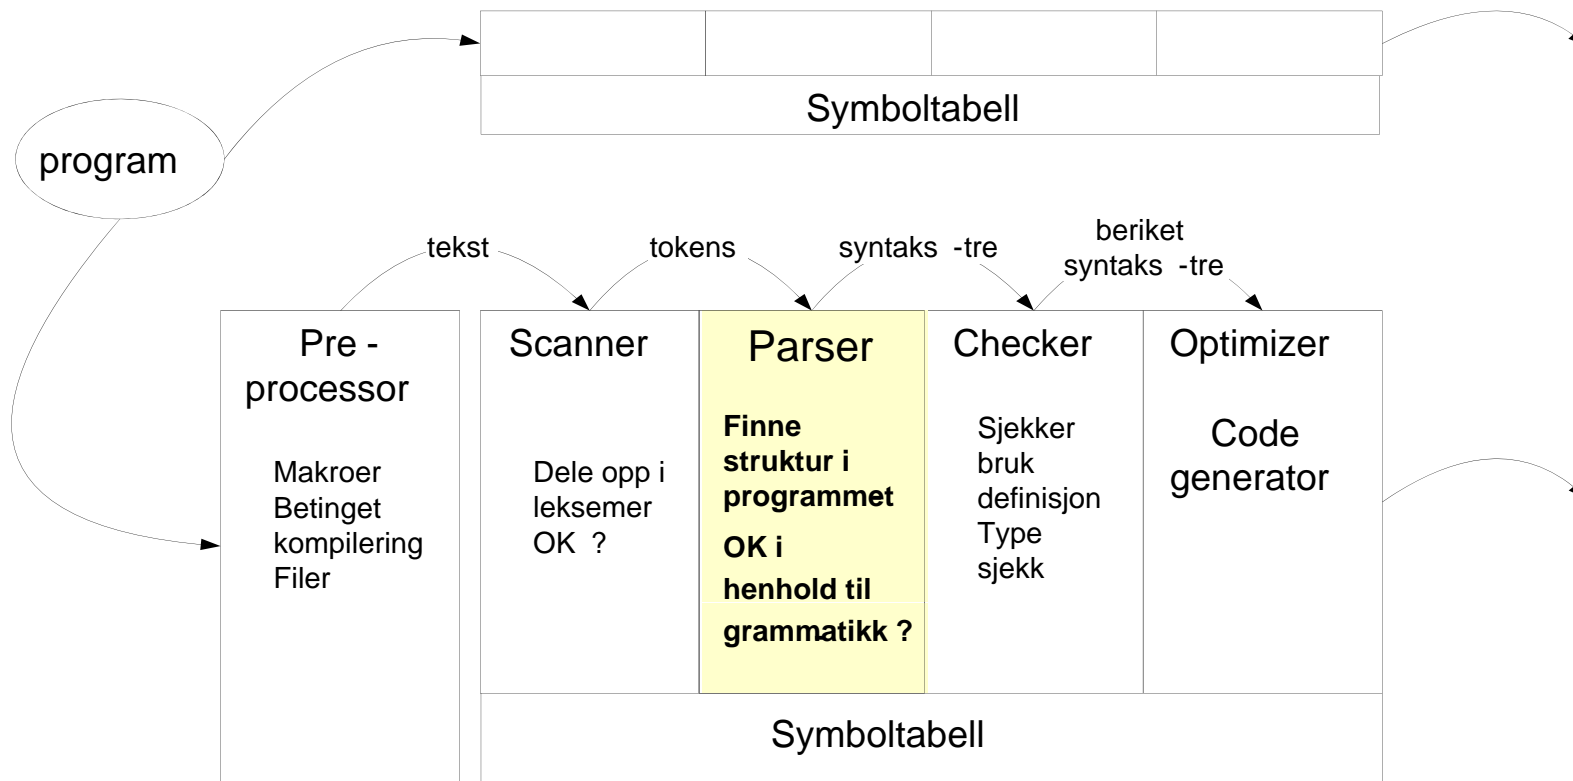 Symboltabell
program
tekst
tokens
syntaks -tre
beriket
syntaks -tre
Pre -
processor
Makroer
Betinget
kompilering
Filer
Scanner
Dele opp i
leksemer
OK ?
Parser
Finne
struktur i
programmet
OK i
henhold til
grammatikk ?
Checker
Sjekker
bruk
definisjon
Type
sjekk
Optimizer
Code
generator
Symboltabell